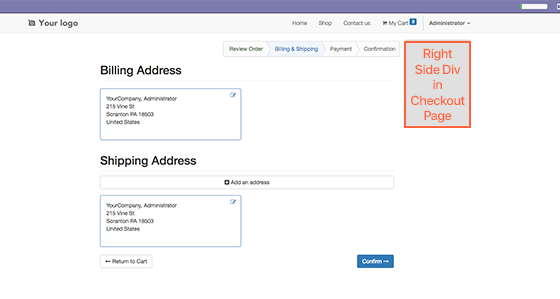 Your logo
Home Shop Contact us My Cart 3 Administrator
Review Order Billing & Shipping Payment Confirmation
Right
Side Div
in
Checkout
Page
Billing Address
YourCompany, Administrator
215 Vine St
Scranton PA 18503
United States
Shipping Address
Add an address
YourCompany, Administrator
215 Vine St
Scranton PA 18503
United States
← Return to Cart
Confirm →